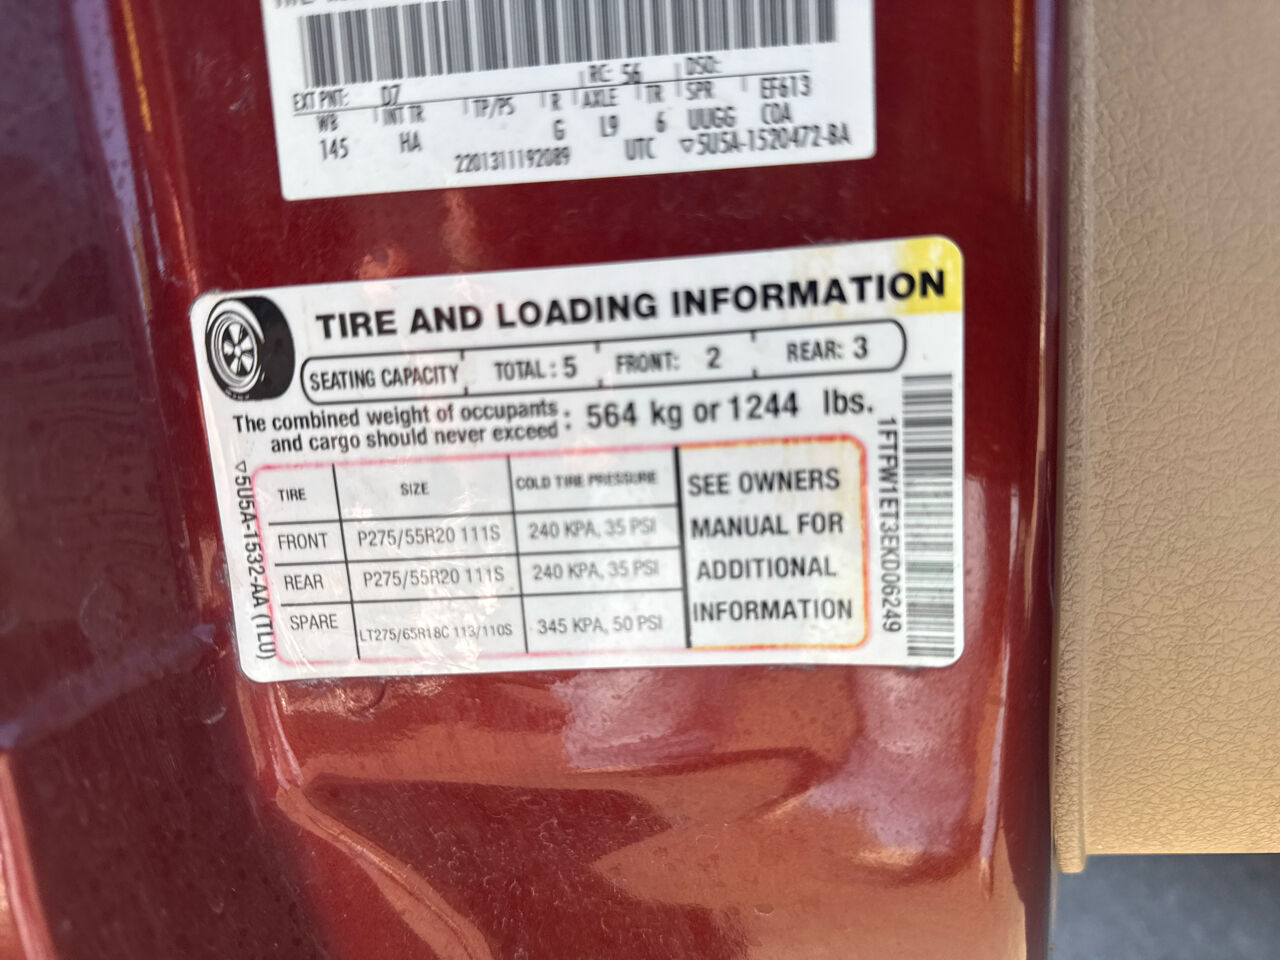 RC: 56 DSO:
EXT PNT: D7 EF613
WB INT TR TP/PS R AXLE TR SPR
145 HA G L9 6 UUGG COA
2201311192089 UTC ▽5U5A-1520472-BA
TIRE AND LOADING INFORMATION
SEATING CAPACITY TOTAL: 5 FRONT: 2 REAR: 3
The combined weight of occupants
and cargo should never exceed : 564 kg or 1244 lbs.
TIRE SIZE COLD TIRE PRESSURE
FRONT P275/55R20 111S 240 KPA, 35 PSI
REAR P275/55R20 111S 240 KPA, 35 PSI
SPARE LT275/65R18C 113/110S 345 KPA, 50 PSI
SEE OWNERS
MANUAL FOR
ADDITIONAL
INFORMATION
▽5U5A-1532-AA (TLU)
1FTFW1ET3EKD06249